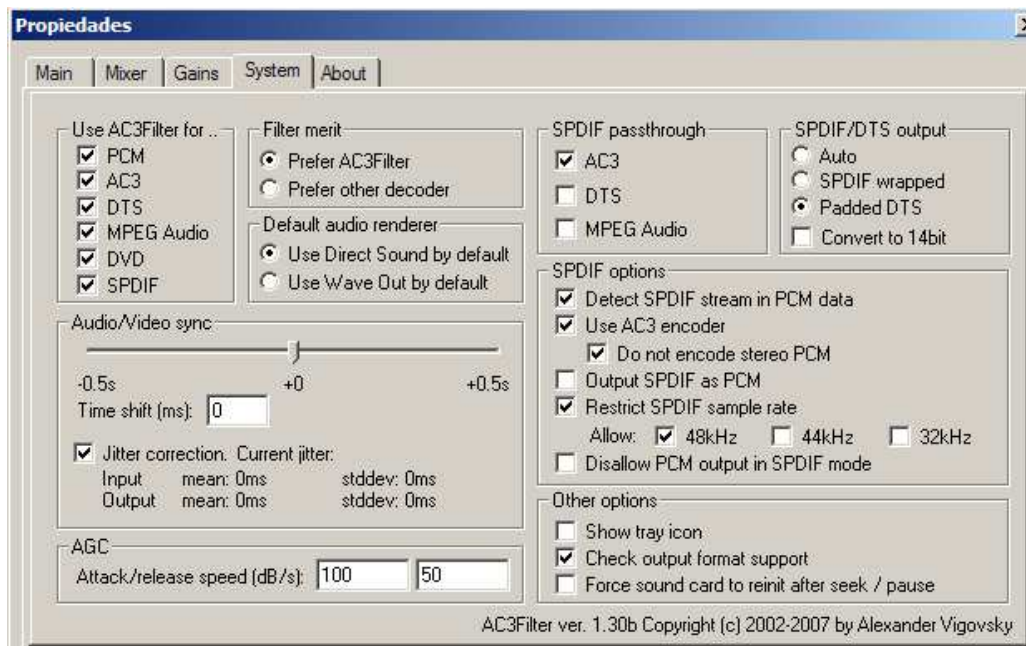 Propiedades
Main Mixer Gains System About
Use AC3Filter for ..
PCM
AC3
DTS
MPEG Audio
DVD
SPDIF
Filter merit
Prefer AC3Filter
Prefer other decoder
Default audio renderer
Use Direct Sound by default
Use Wave Out by default
SPDIF passthrough
AC3
DTS
MPEG Audio
SPDIF/DTS output
Auto
SPDIF wrapped
Padded DTS
Convert to 14bit
Audio/Video sync
-0.5s +0 +0.5s
Time shift (ms): 0
Jitter correction. Current jitter:
Input mean: 0ms stddev: 0ms
Output mean: 0ms stddev: 0ms
AGC
Attack/release speed (dB/s): 100 50
SPDIF options
Detect SPDIF stream in PCM data
Use AC3 encoder
Do not encode stereo PCM
Output SPDIF as PCM
Restrict SPDIF sample rate
Allow: 48kHz 44kHz 32kHz
Disallow PCM output in SPDIF mode
Other options
Show tray icon
Check output format support
Force sound card to reinit after seek / pause
AC3Filter ver. 1.30b Copyright (c) 2002-2007 by Alexander Vigovsky